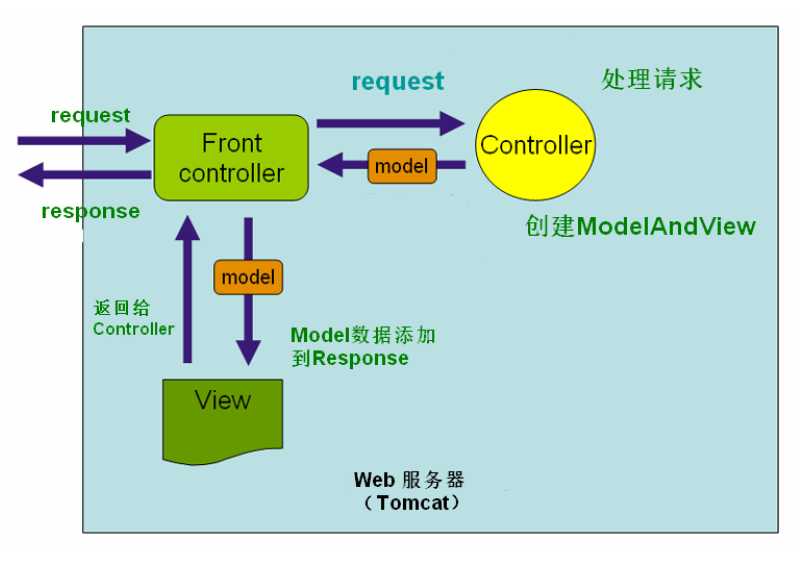 request
处理请求
request
Front
controller
Controller
model
response
创建ModelAndView
model
返回给
Controller
Model数据添加
到Response
View
Web 服务器
（Tomcat）